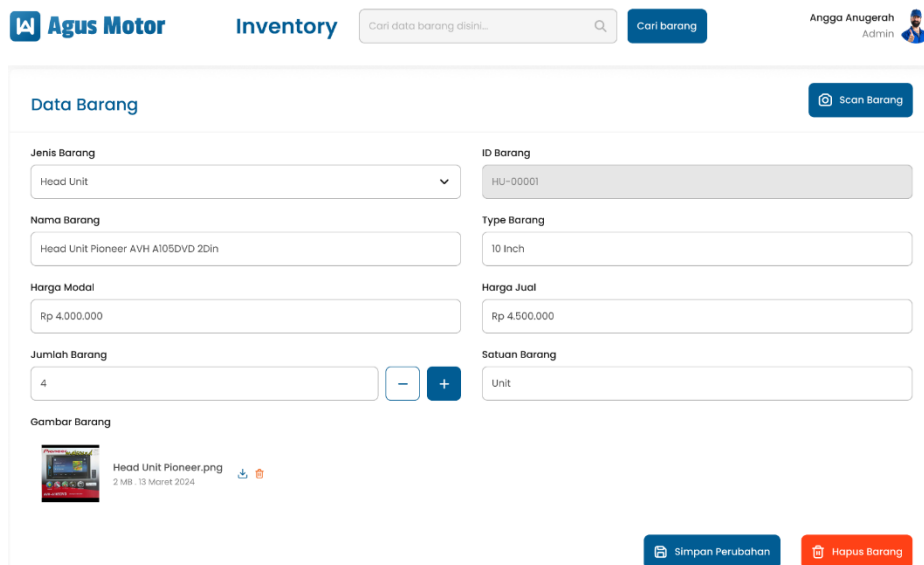 Agus Motor
Inventory
Cari data barang disini...
Cari barang
Angga Anugerah
Admin
Data Barang
Scan Barang
Jenis Barang
ID Barang
Head Unit
HU-00001
Nama Barang
Type Barang
Head Unit Pioneer AVH A105DVD 2Din
10 Inch
Harga Modal
Harga Jual
Rp 4.000.000
Rp 4.500.000
Jumlah Barang
Satuan Barang
4
Unit
Gambar Barang
Head Unit Pioneer.png
2 MB . 13 Maret 2024
Simpan Perubahan
Hapus Barang